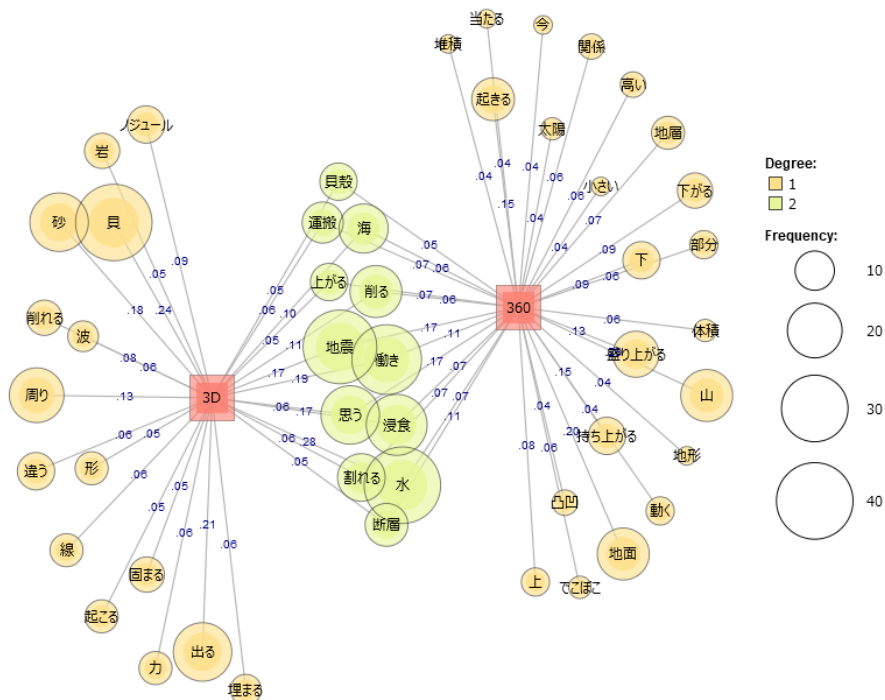 当たる
今
堆積
関係
高い
起きる
太陽
地層
ノジュール
岩
貝殻
小さい
下がる
砂
貝
運搬
海
部分
下
上がる
削る
360
削れる
波
地震
働き
体積
盛り上がる
周り
3D
山
思う
浸食
持ち上がる
地形
違う
形
割れる
水
凸凹
動く
断層
線
地面
固まる
上
でこぼこ
起こる
力
出る
埋まる
.04
.04
.04
.06
.15
.04
.06
.07
.04
.09
.06
.09
.06
.13
.15
.04
.04
.04
.20
.06
.08
.05
.07
.06
.07
.06
.17
.11
.17
.07
.07
.07
.11
.09
.05
.24
.18
.08
.06
.13
.06
.05
.06
.05
.05
.06
.21
.06
.05
.06
.10
.05
.11
.17
.19
.06
.17
.06
.28
.05
Degree:
1
2
Frequency:
10
20
30
40